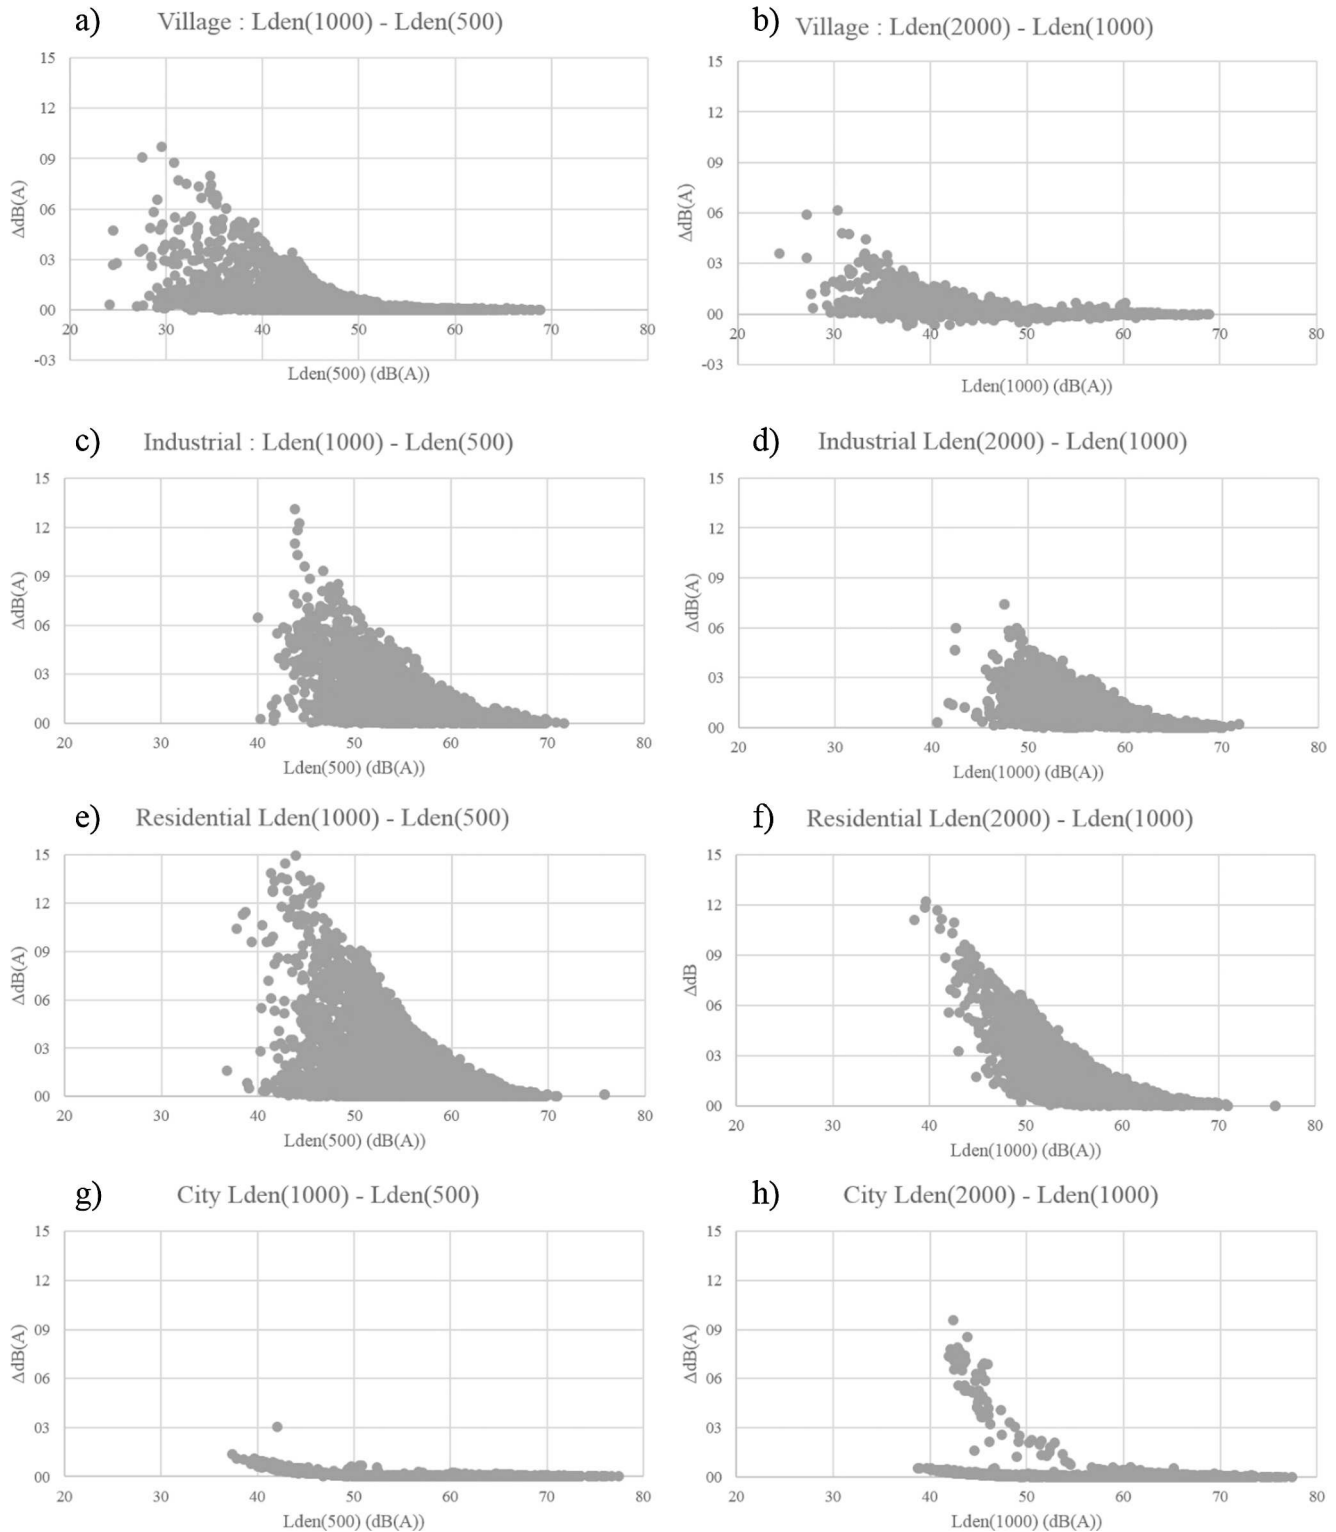 a) Village : Lden(1000) - Lden(500)
15
12
09
06
03
00
-03
20 30 40 50 60 70 80
ΔdB(A)
Lden(500) (dB(A))
b) Village : Lden(2000) - Lden(1000)
15
12
09
06
03
00
-03
20 30 40 50 60 70 80
ΔdB(A)
Lden(1000) (dB(A))
c) Industrial : Lden(1000) - Lden(500)
15
12
09
06
03
00
20 30 40 50 60 70 80
ΔdB(A)
Lden(500) (dB(A))
d) Industrial Lden(2000) - Lden(1000)
15
12
09
06
03
00
20 30 40 50 60 70 80
ΔdB(A)
Lden(1000) (dB(A))
e) Residential Lden(1000) - Lden(500)
15
12
09
06
03
00
20 30 40 50 60 70 80
ΔdB(A)
Lden(500) (dB(A))
f) Residential Lden(2000) - Lden(1000)
15
12
09
06
03
00
20 30 40 50 60 70 80
ΔdB
Lden(1000) (dB(A))
g) City Lden(1000) - Lden(500)
15
12
09
06
03
00
20 30 40 50 60 70 80
ΔdB(A)
Lden(500) (dB(A))
h) City Lden(2000) - Lden(1000)
15
12
09
06
03
00
20 30 40 50 60 70 80
ΔdB(A)
Lden(1000) (dB(A))